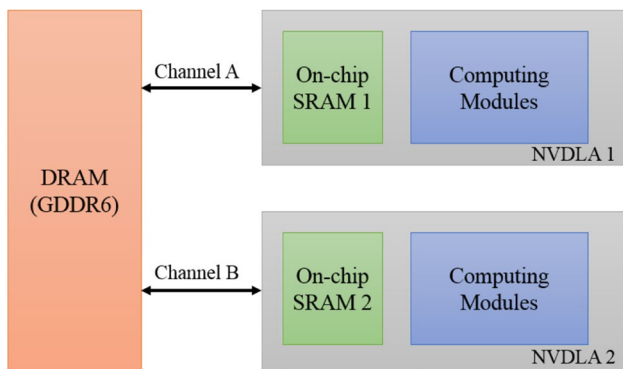 DRAM
(GDDR6)
Channel A
On-chip
SRAM 1
Computing
Modules
NVDLA 1
Channel B
On-chip
SRAM 2
Computing
Modules
NVDLA 2